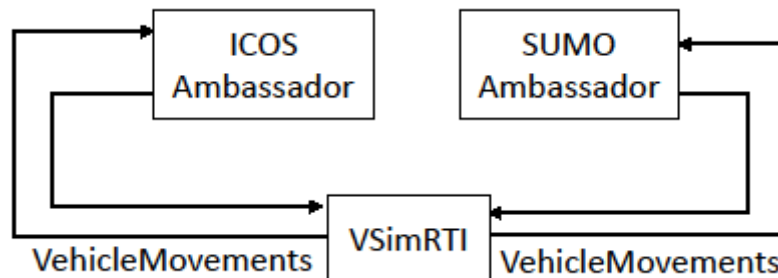 ICOS
Ambassador
SUMO
Ambassador
VSimRTI
VehicleMovements
VehicleMovements